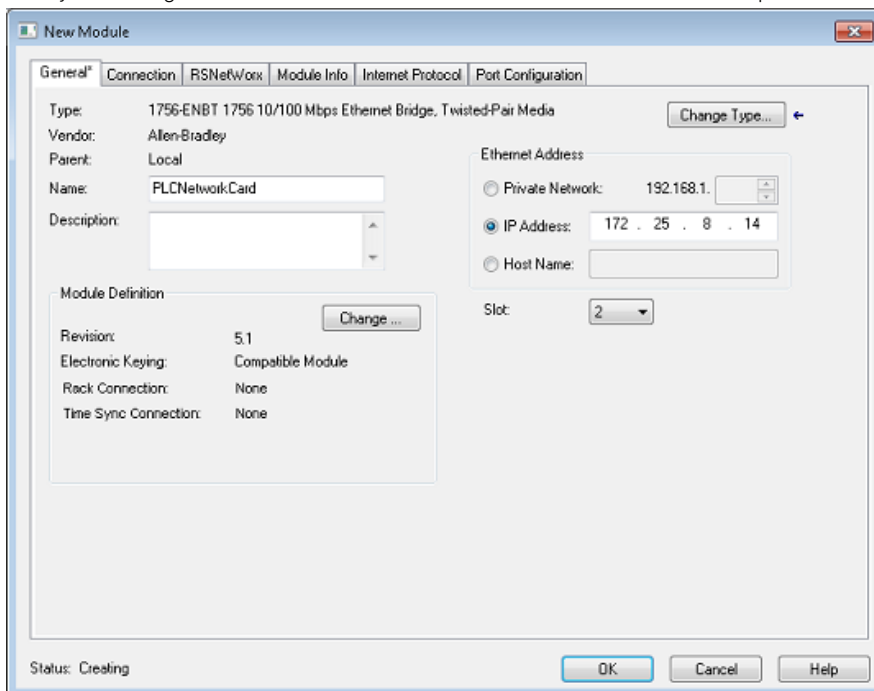 New Module
General* Connection RSNetWorx Module Info Internet Protocol Port Configuration
Type: 1756-ENBT 1756 10/100 Mbps Ethernet Bridge, Twisted-Pair Media
Change Type...
Vendor: Allen-Bradley
Parent: Local
Name: PLCNetworkCard
Description:
Ethernet Address
Private Network: 192.168.1.
IP Address: 172 . 25 . 8 . 14
Host Name:
Slot: 2
Module Definition
Change ...
Revision: 5.1
Electronic Keying: Compatible Module
Rack Connection: None
Time Sync Connection: None
Status: Creating
OK Cancel Help